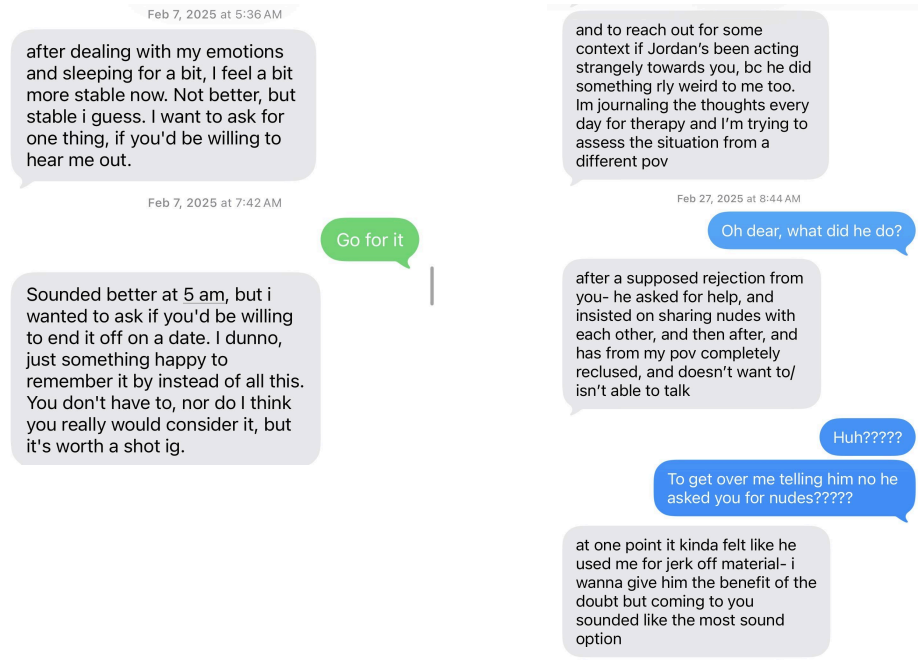 Feb 7, 2025 at 5:36 AM
after dealing with my emotions
and sleeping for a bit, I feel a bit
more stable now. Not better, but
stable i guess. I want to ask for
one thing, if you'd be willing to
hear me out.
Feb 7, 2025 at 7:42 AM
Go for it
Sounded better at 5 am, but i
wanted to ask if you'd be willing
to end it off on a date. I dunno,
just something happy to
remember it by instead of all this.
You don't have to, nor do I think
you really would consider it, but
it's worth a shot ig.
and to reach out for some
context if Jordan's been acting
strangely towards you, bc he did
something rly weird to me too.
Im journaling the thoughts every
day for therapy and I'm trying to
assess the situation from a
different pov
Feb 27, 2025 at 8:44 AM
Oh dear, what did he do?
after a supposed rejection from
you- he asked for help, and
insisted on sharing nudes with
each other, and then after, and
has from my pov completely
reclused, and doesn't want to/
isn't able to talk
Huh?????
To get over me telling him no he
asked you for nudes?????
at one point it kinda felt like he
used me for jerk off material- i
wanna give him the benefit of the
doubt but coming to you
sounded like the most sound
option